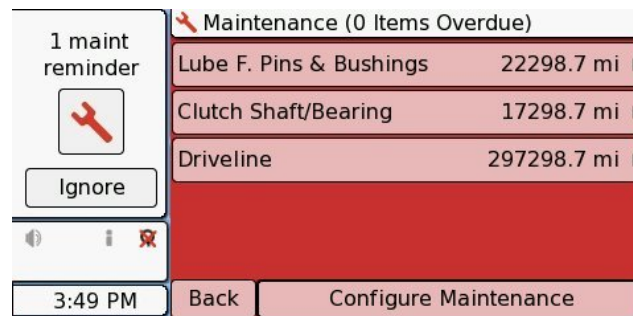 1 maint
reminder
Ignore
3:49 PM
Maintenance (0 Items Overdue)
Lube F. Pins & Bushings 22298.7 mi
Clutch Shaft/Bearing 17298.7 mi
Driveline 297298.7 mi
Back
Configure Maintenance